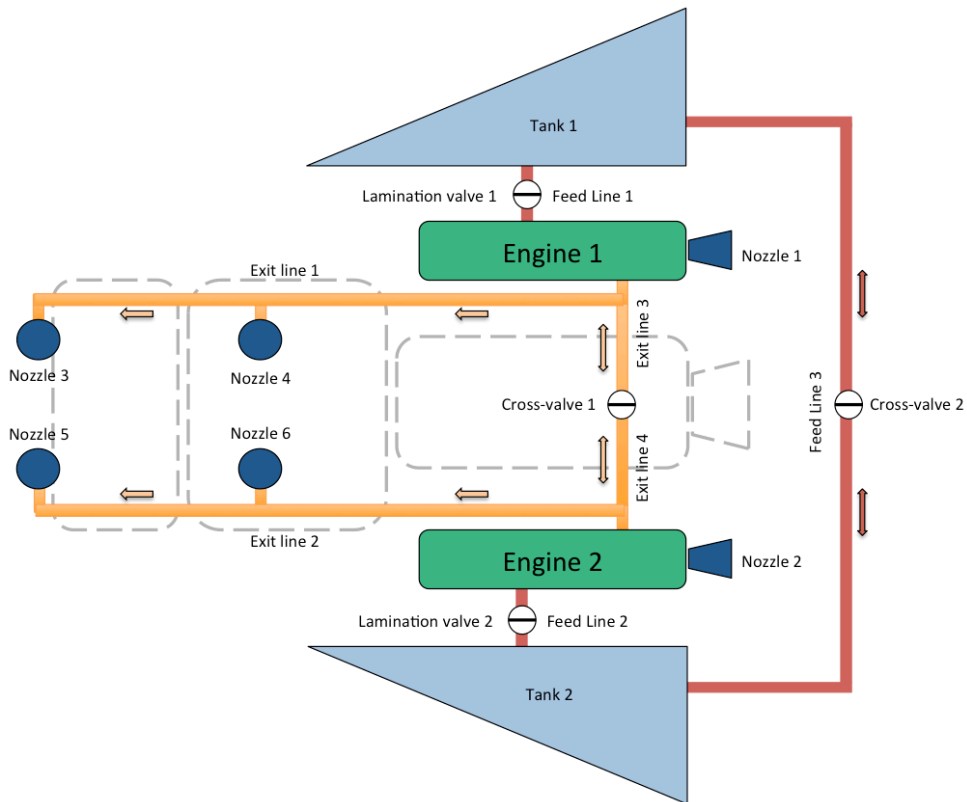 Tank 1
Lamination valve 1
Feed Line 1
Engine 1
Nozzle 1
Exit line 1
Exit line 3
Nozzle 3
Nozzle 4
Cross-valve 1
Feed Line 3
Cross-valve 2
Nozzle 5
Nozzle 6
Exit line 4
Exit line 2
Engine 2
Nozzle 2
Lamination valve 2
Feed Line 2
Tank 2